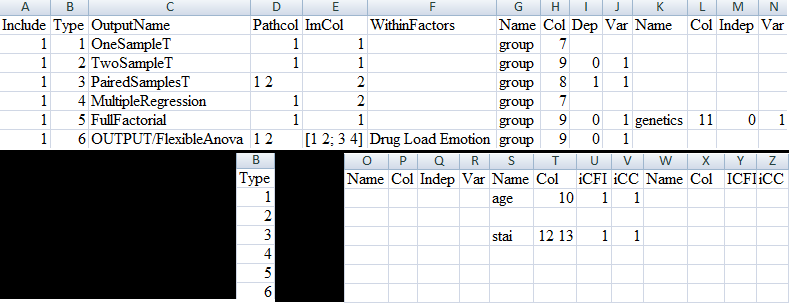 A B C D E F G H I J K L M N
Include Type OutputName Pathcol ImCol WithinFactors Name Col Dep Var Name Col Indep Var
1 1 OneSampleT 1 1 group 7
1 2 TwoSampleT 1 1 group 9 0 1
1 3 PairedSamplesT 1 2 2 group 8 1 1
1 4 MultipleRegression 1 2 group 7
1 5 FullFactorial 1 1 group 9 0 1 genetics 11 0 1
1 6 OUTPUT/FlexibleAnova 1 2 [1 2; 3 4] Drug Load Emotion group 9 0 1
B O P Q R S T U V W X Y Z
Type Name Col Indep Var Name Col iCFI iCC Name Col ICFI iCC
1 age 10 1 1
2
3 stai 12 13 1 1
4
5
6